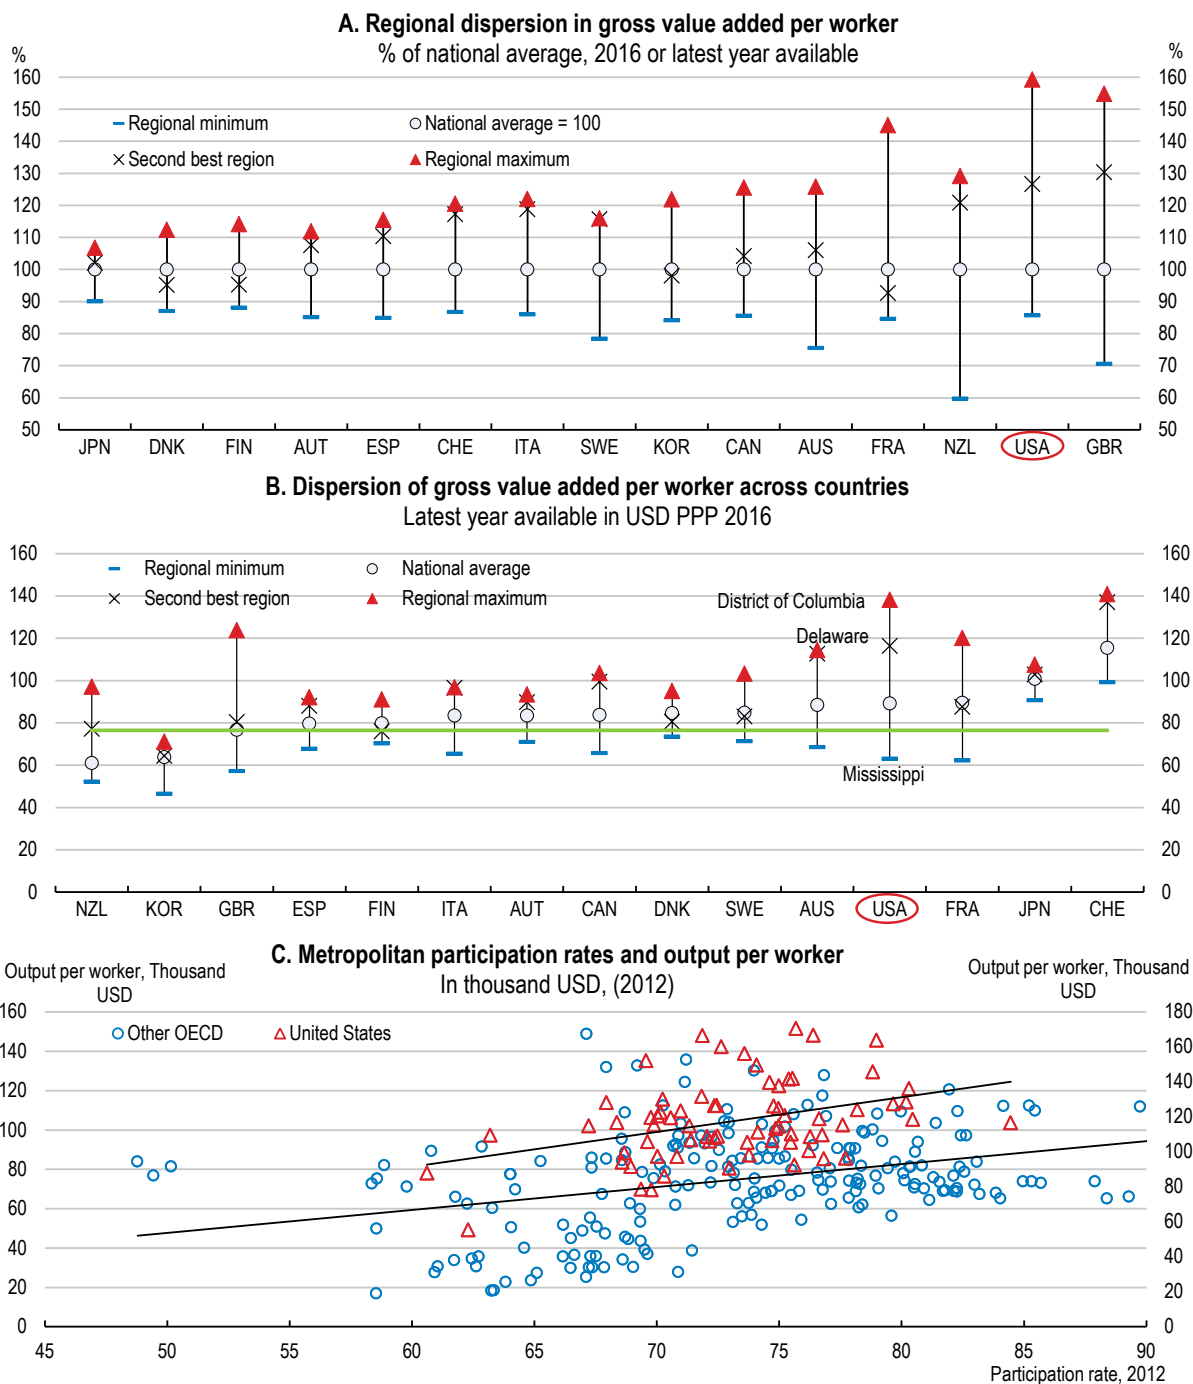 A. Regional dispersion in gross value added per worker
% of national average, 2016 or latest year available
% %
160 160
150 150
140 140
130 130
120 120
110 110
100 100
90 90
80 80
70 70
60 60
50 50
Regional minimum National average = 100
Second best region Regional maximum
JPN DNK FIN AUT ESP CHE ITA SWE KOR CAN AUS FRA NZL USA GBR
B. Dispersion of gross value added per worker across countries
Latest year available in USD PPP 2016
160 160
140 140
120 120
100 100
80 80
60 60
40 40
20 20
0 0
Regional minimum National average
Second best region Regional maximum
District of Columbia
Delaware
Mississippi
NZL KOR GBR ESP FIN ITA AUT CAN DNK SWE AUS USA FRA JPN CHE
C. Metropolitan participation rates and output per worker
In thousand USD, (2012)
Output per worker, Thousand
USD
Output per worker, Thousand
USD
Other OECD United States
160 180
140 160
120 140
100 120
80 100
60 80
40 60
20 40
0 20
0
45 50 55 60 65 70 75 80 85 90
Participation rate, 2012